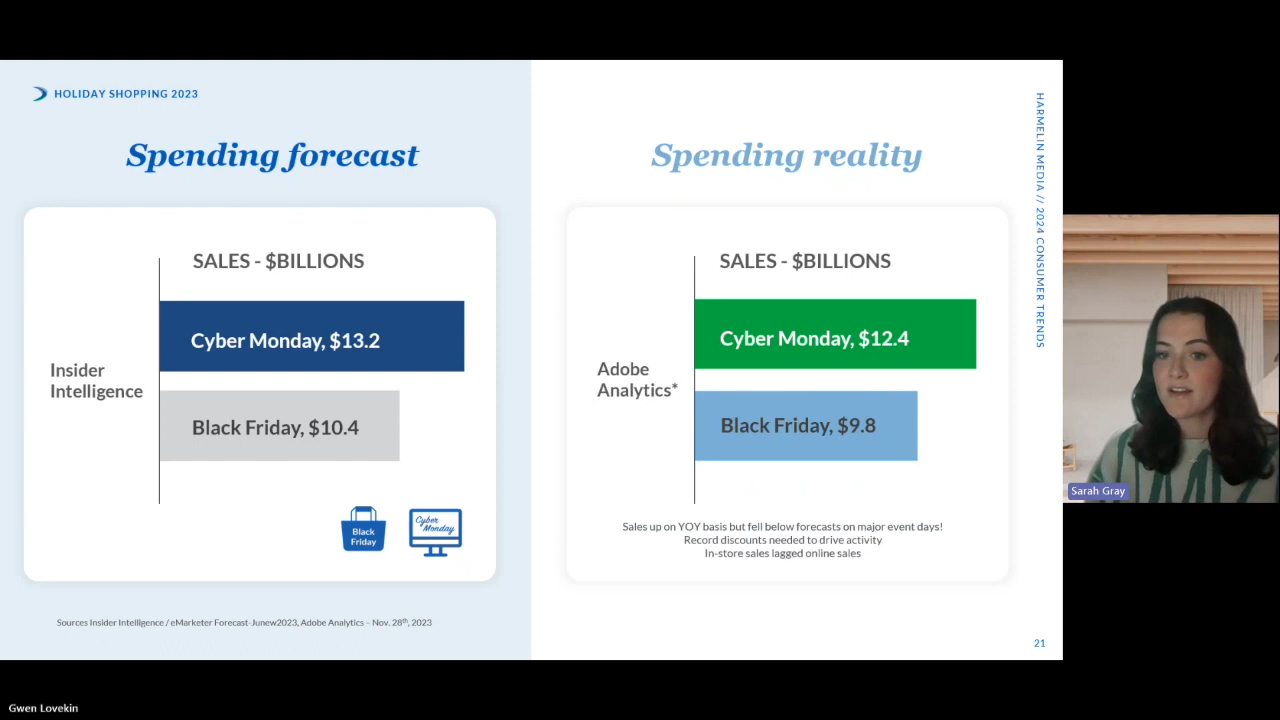 HOLIDAY SHOPPING 2023
Spending forecast
SALES - $BILLIONS
Insider
Intelligence
Cyber Monday, $13.2
Black Friday, $10.4
Black
Friday
Cyber
Monday
Sources Insider Intelligence / eMarketer Forecast-Junew2023, Adobe Analytics – Nov. 28th, 2023
Spending reality
SALES - $BILLIONS
Adobe
Analytics*
Cyber Monday, $12.4
Black Friday, $9.8
Sales up on YOY basis but fell below forecasts on major event days!
Record discounts needed to drive activity
In-store sales lagged online sales
HARMELIN MEDIA // 2024 CONSUMER TRENDS
21
Sarah Gray
Gwen Lovekin